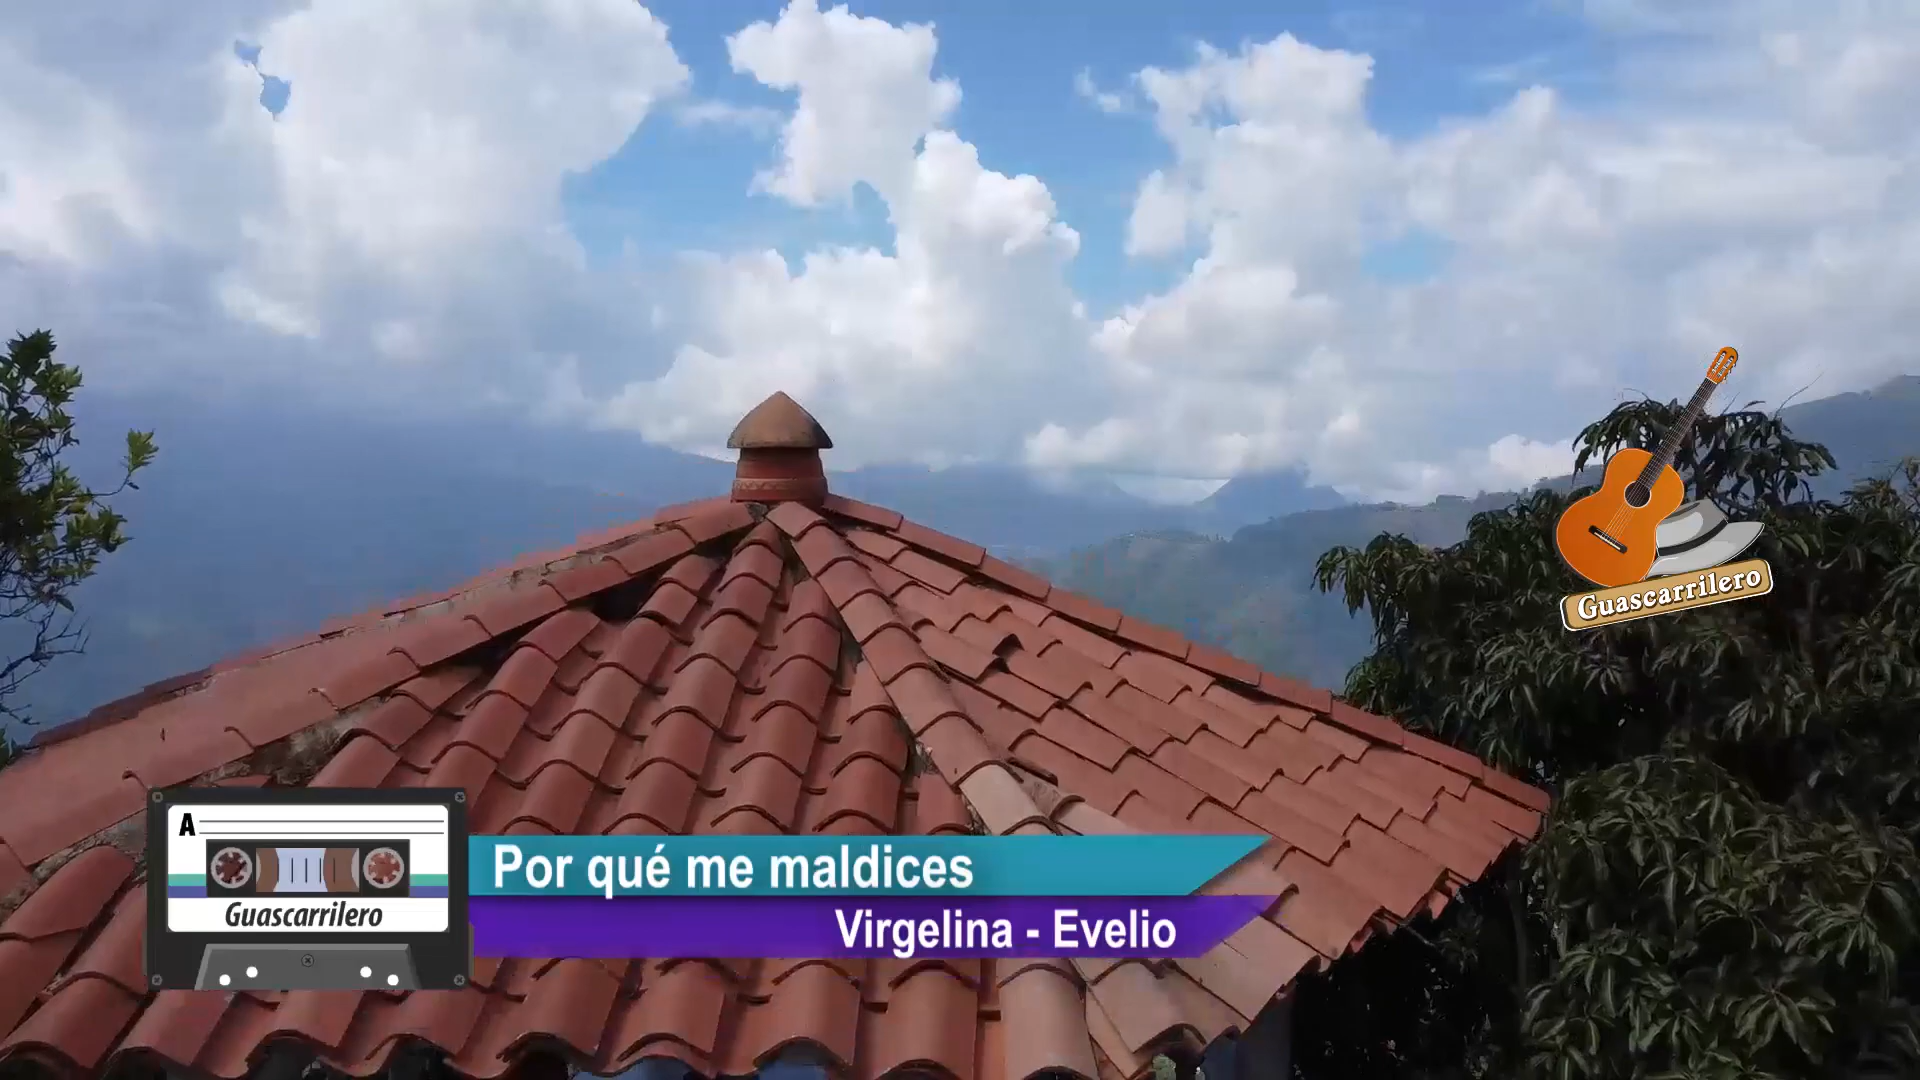 Guascarrilero
A
Guascarrilero
Por qué me maldices
Virgelina - Evelio